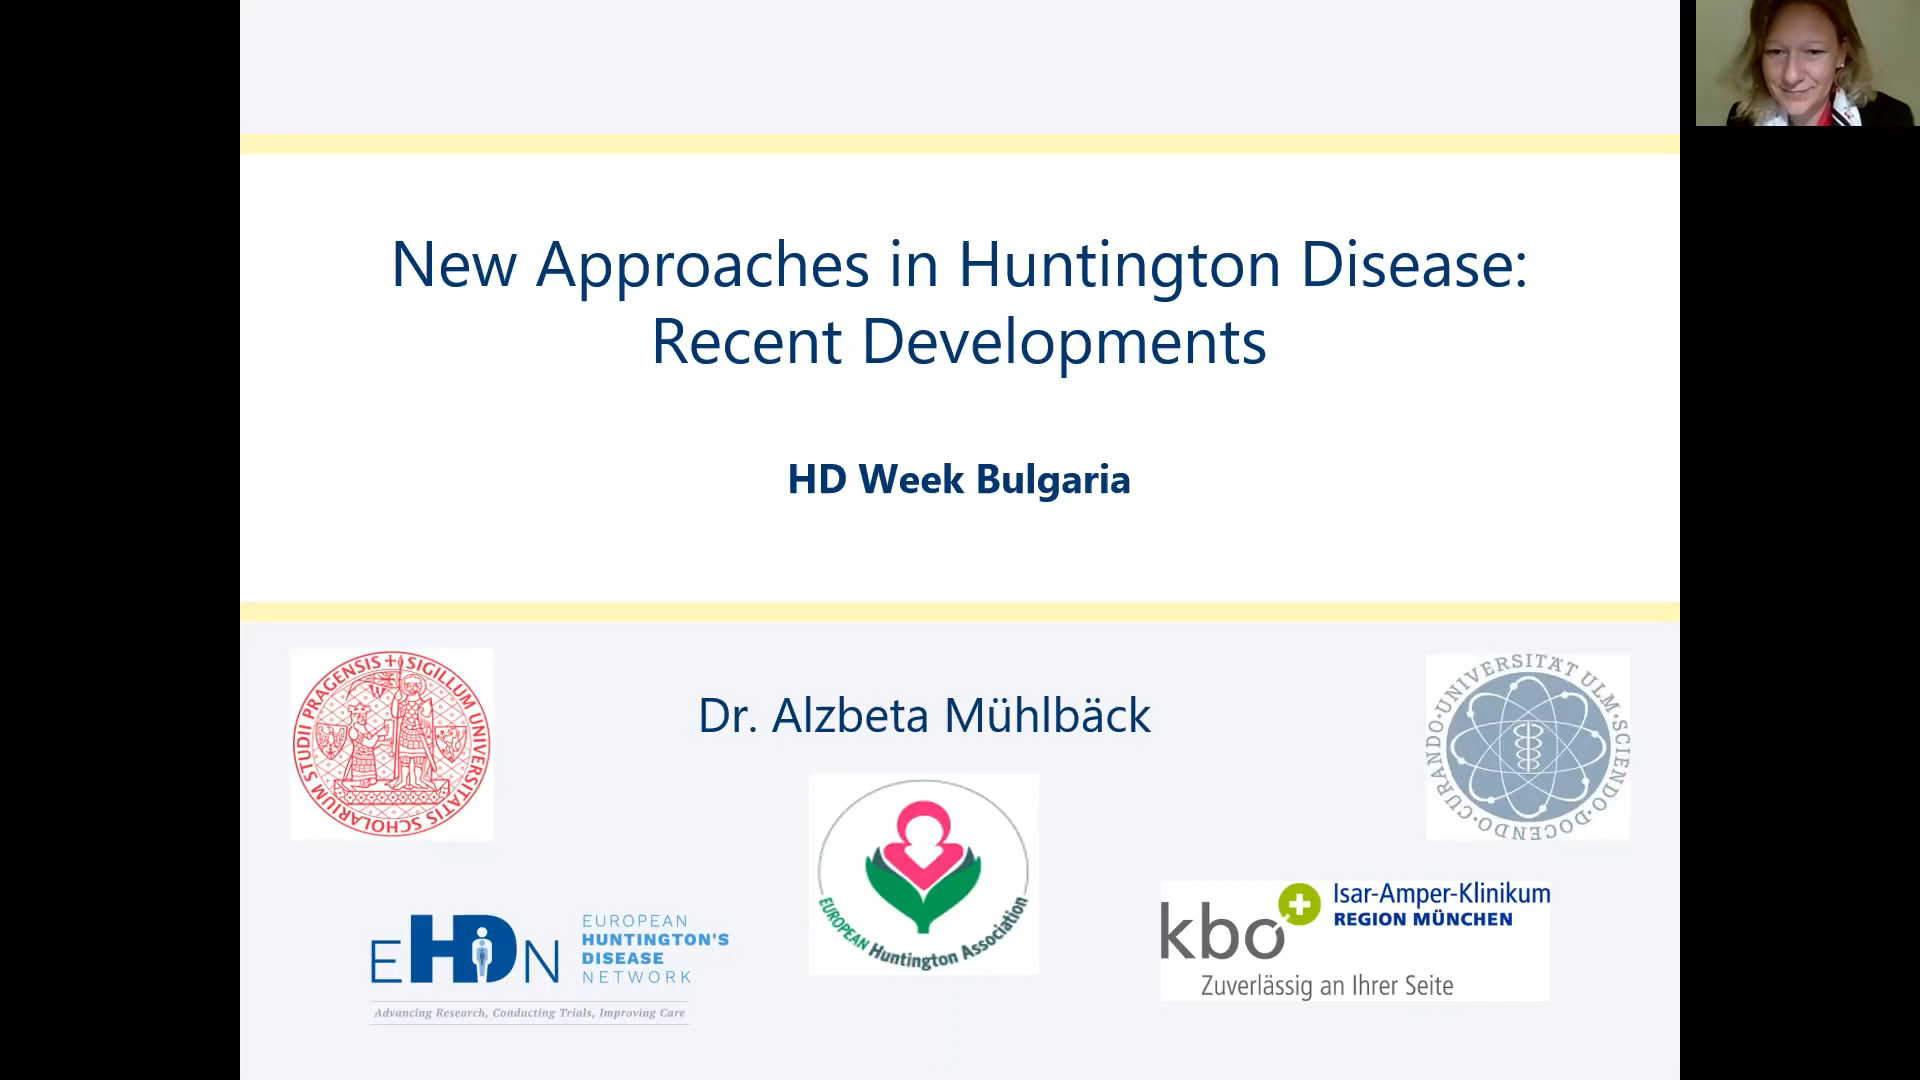 New Approaches in Huntington Disease:
Recent Developments
HD Week Bulgaria
Dr. Alzbeta Mühlbäck
SIGILLUM UNIVERSITATIS SCHOLARIUM STUDII PRAGENSIS
UNIVERSITÄT ULM · SCIENDO · DOCENDO · CURANDO ·
EUROPEAN Huntington Association
EHDN
EUROPEAN
HUNTINGTON'S
DISEASE
NETWORK
Advancing Research, Conducting Trials, Improving Care
kbo
Isar-Amper-Klinikum
REGION MÜNCHEN
Zuverlässig an Ihrer Seite